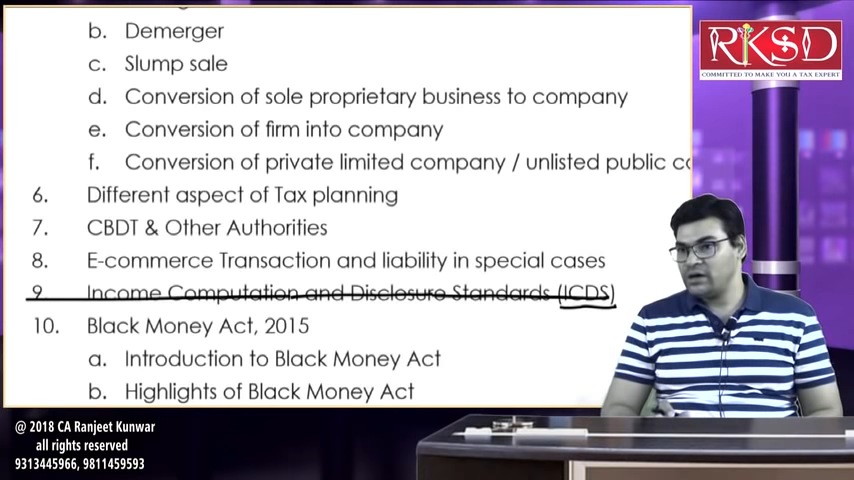 b. Demerger
c. Slump sale
d. Conversion of sole proprietary business to company
e. Conversion of firm into company
f. Conversion of private limited company / unlisted public
6. Different aspect of Tax planning
7. CBDT & Other Authorities
8. E-commerce Transaction and liability in special cases
9. Income Computation and Disclosure Standards (ICDS)
10. Black Money Act, 2015
a. Introduction to Black Money Act
b. Highlights of Black Money Act
RKSD
COMMITTED TO MAKE YOU A TAX EXPERT
@ 2018 CA Ranjeet Kunwar
all rights reserved
9313445966, 9811459593